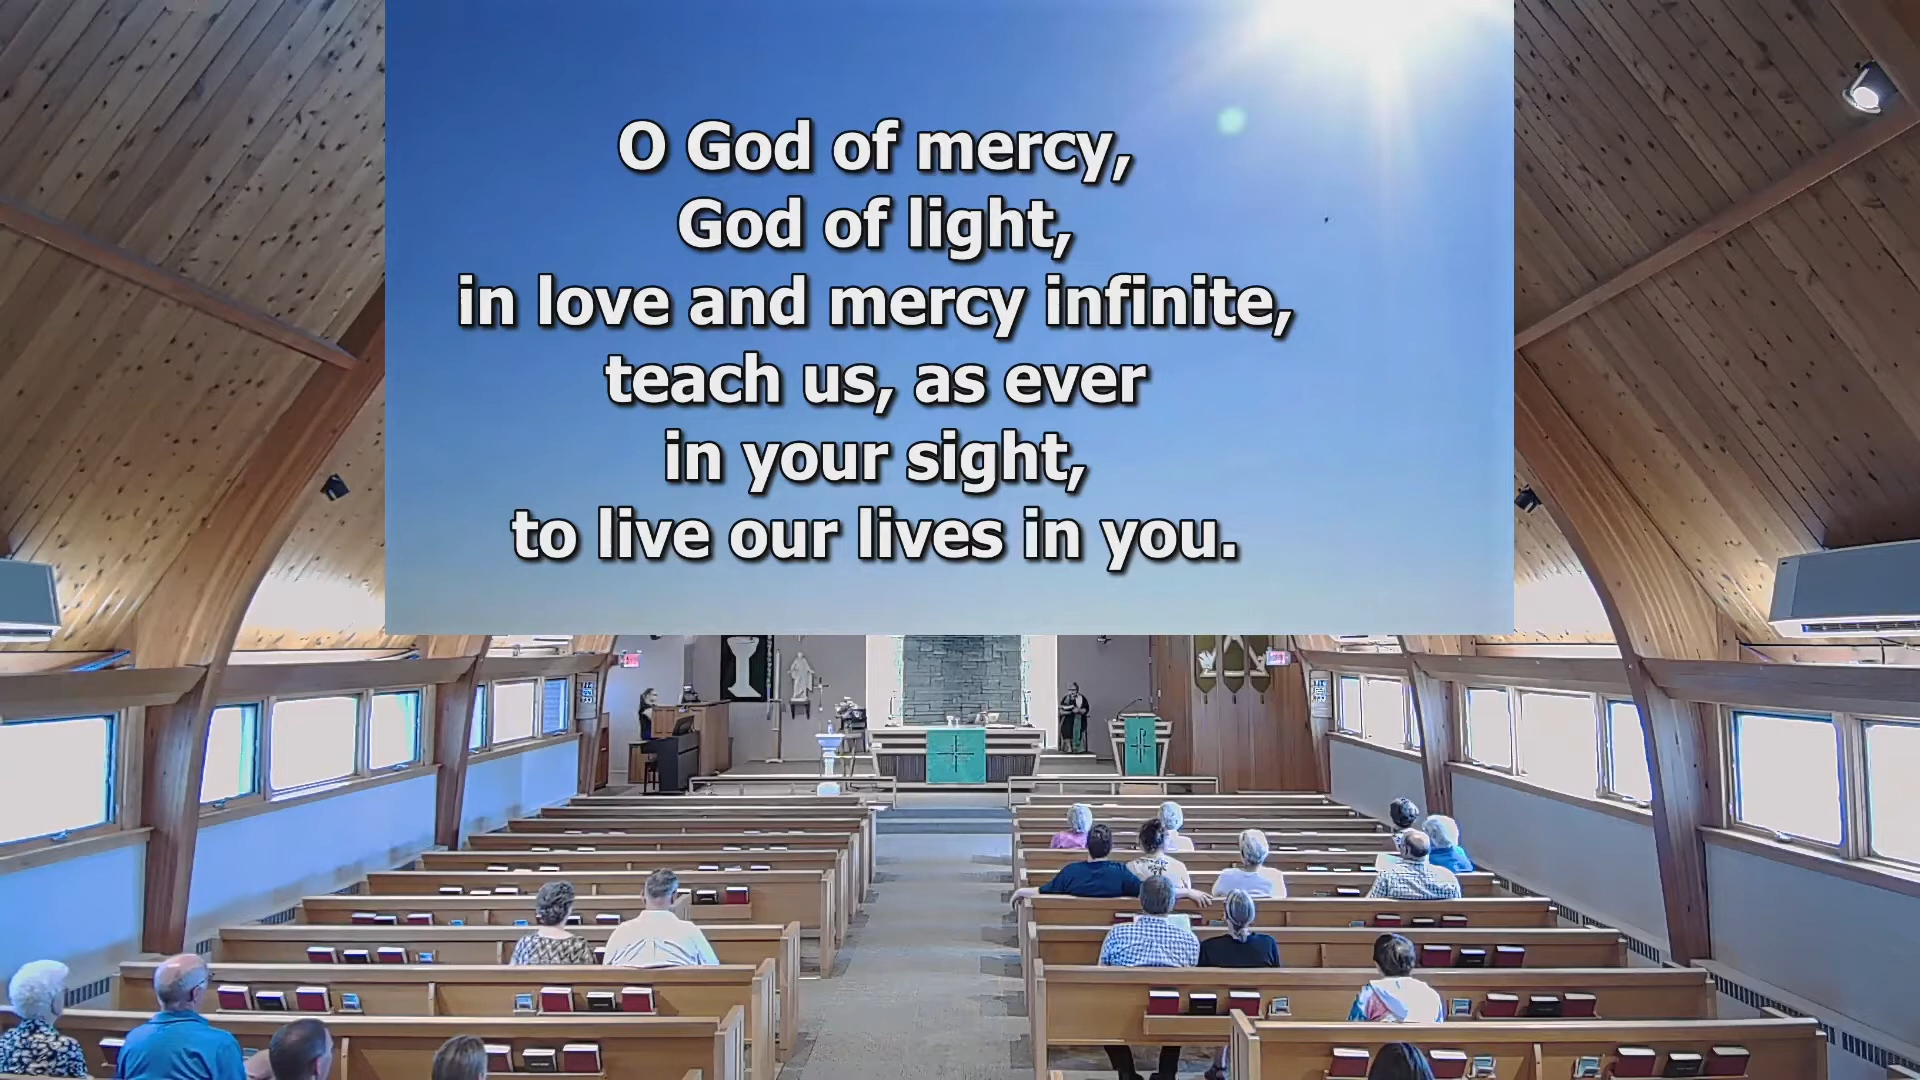 O God of mercy,
God of light,
in love and mercy infinite,
teach us, as ever
in your sight,
to live our lives in you.